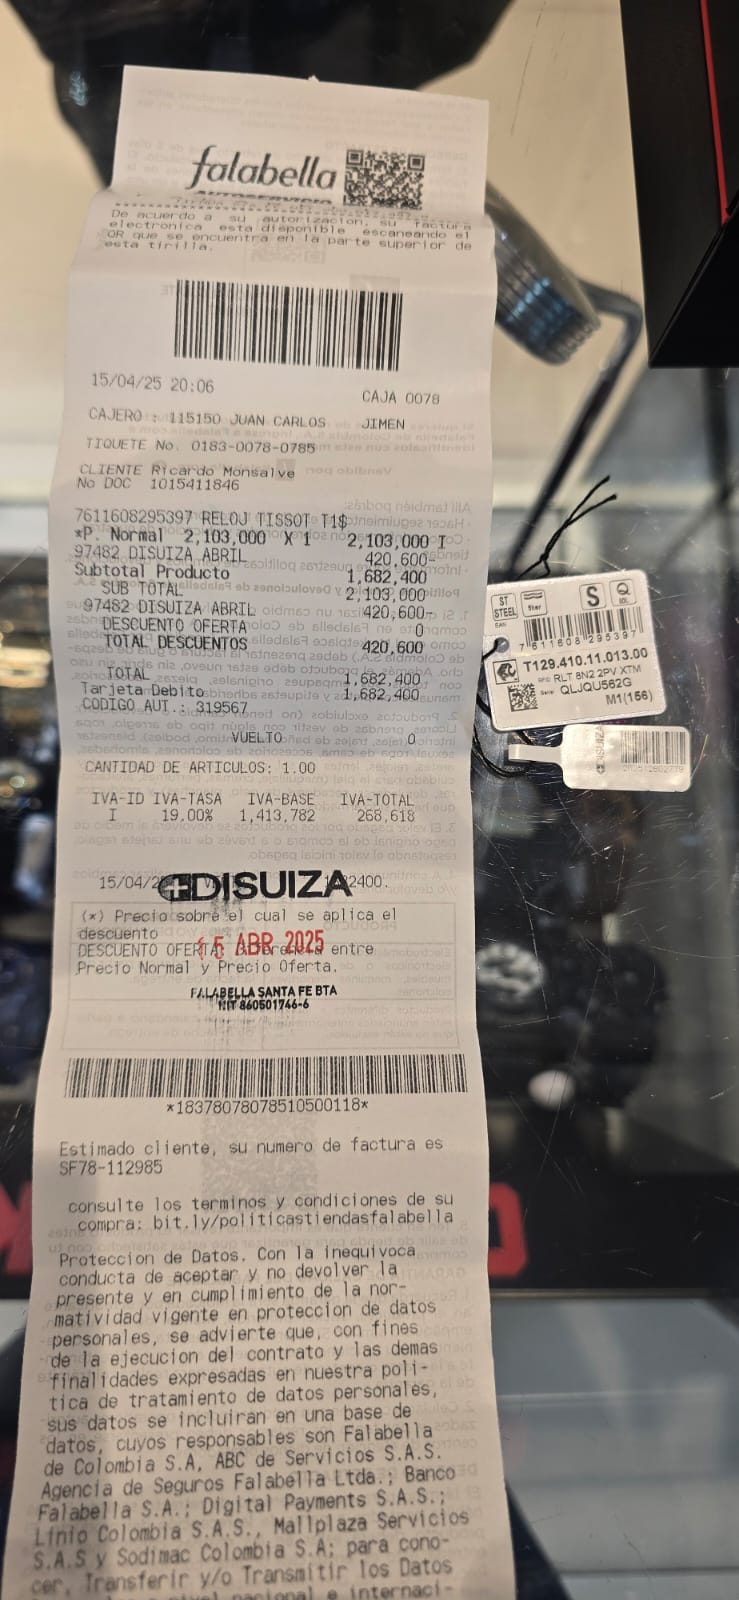 falabella
AUTOSERVICIO
De acuerdo a su autorizacion, su factura
electronica esta disponible escaneando el
QR que se encuentra en la parte superior de
esta tirilla.
15/04/25 20:06
CAJA 0078
CAJERO : 115150 JUAN CARLOS JIMEN
TIQUETE No. 0183-0078-0785
CLIENTE Ricardo Monsalve
No DOC 1015411846
7611608295397 RELOJ TISSOT T1$
*P. Normal 2,103,000 X 1 2,103,000 I
97482 DISUIZA ABRIL 420,600-
Subtotal Producto 1,682,400
SUB TOTAL 2,103,000
97482 DISUIZA ABRIL 420,600-
DESCUENTO OFERTA 0
TOTAL DESCUENTOS 420,600
TOTAL 1,682,400
Tarjeta Debito 1,682,400
CODIGO AUT.: 319567
VUELTO 0
CANTIDAD DE ARTICULOS: 1.00
IVA-ID IVA-TASA IVA-BASE IVA-TOTAL
I 19.00% 1,413,782 268,618
15/04/2 DISUIZA 2400.
(*) Precio sobre el cual se aplica el
descuento
DESCUENTO OFERTA entre
15 ABR 2025
Precio Normal y Precio Oferta.
FALABELLA SANTA FE BTA
NIT 860501746-6
*18378078078510500118*
Estimado cliente, su numero de factura es
SF78-112985
consulte los terminos y condiciones de su
compra: bit.ly/politicastiendasfalabella
Proteccion de Datos. Con la inequivoca
conducta de aceptar y no devolver la
presente y en cumplimiento de la nor-
matividad vigente en proteccion de datos
personales, se advierte que, con fines
de la ejecucion del contrato y las demas
finalidades expresadas en nuestra poli-
tica de tratamiento de datos personales,
sus datos se incluiran en una base de
datos, cuyos responsables son Falabella
de Colombia S.A, ABC de Servicios S.A.S.
Agencia de Seguros Falabella Ltda.; Banco
Falabella S.A.; Digital Payments S.A.S.;
Linio Colombia S.A.S., Mallplaza Servicios
S.A.S y Sodimac Colombia S.A; para cono-
cer, Transferir y/o Transmitir los Datos
nacional e internaci-
ST
STEEL
5bar
S
Q
EAN
7611608295397
T129.410.11.013.00
RLT 8N2 2PV XTM
QLJQU562G
M1(156)
DISUIZA